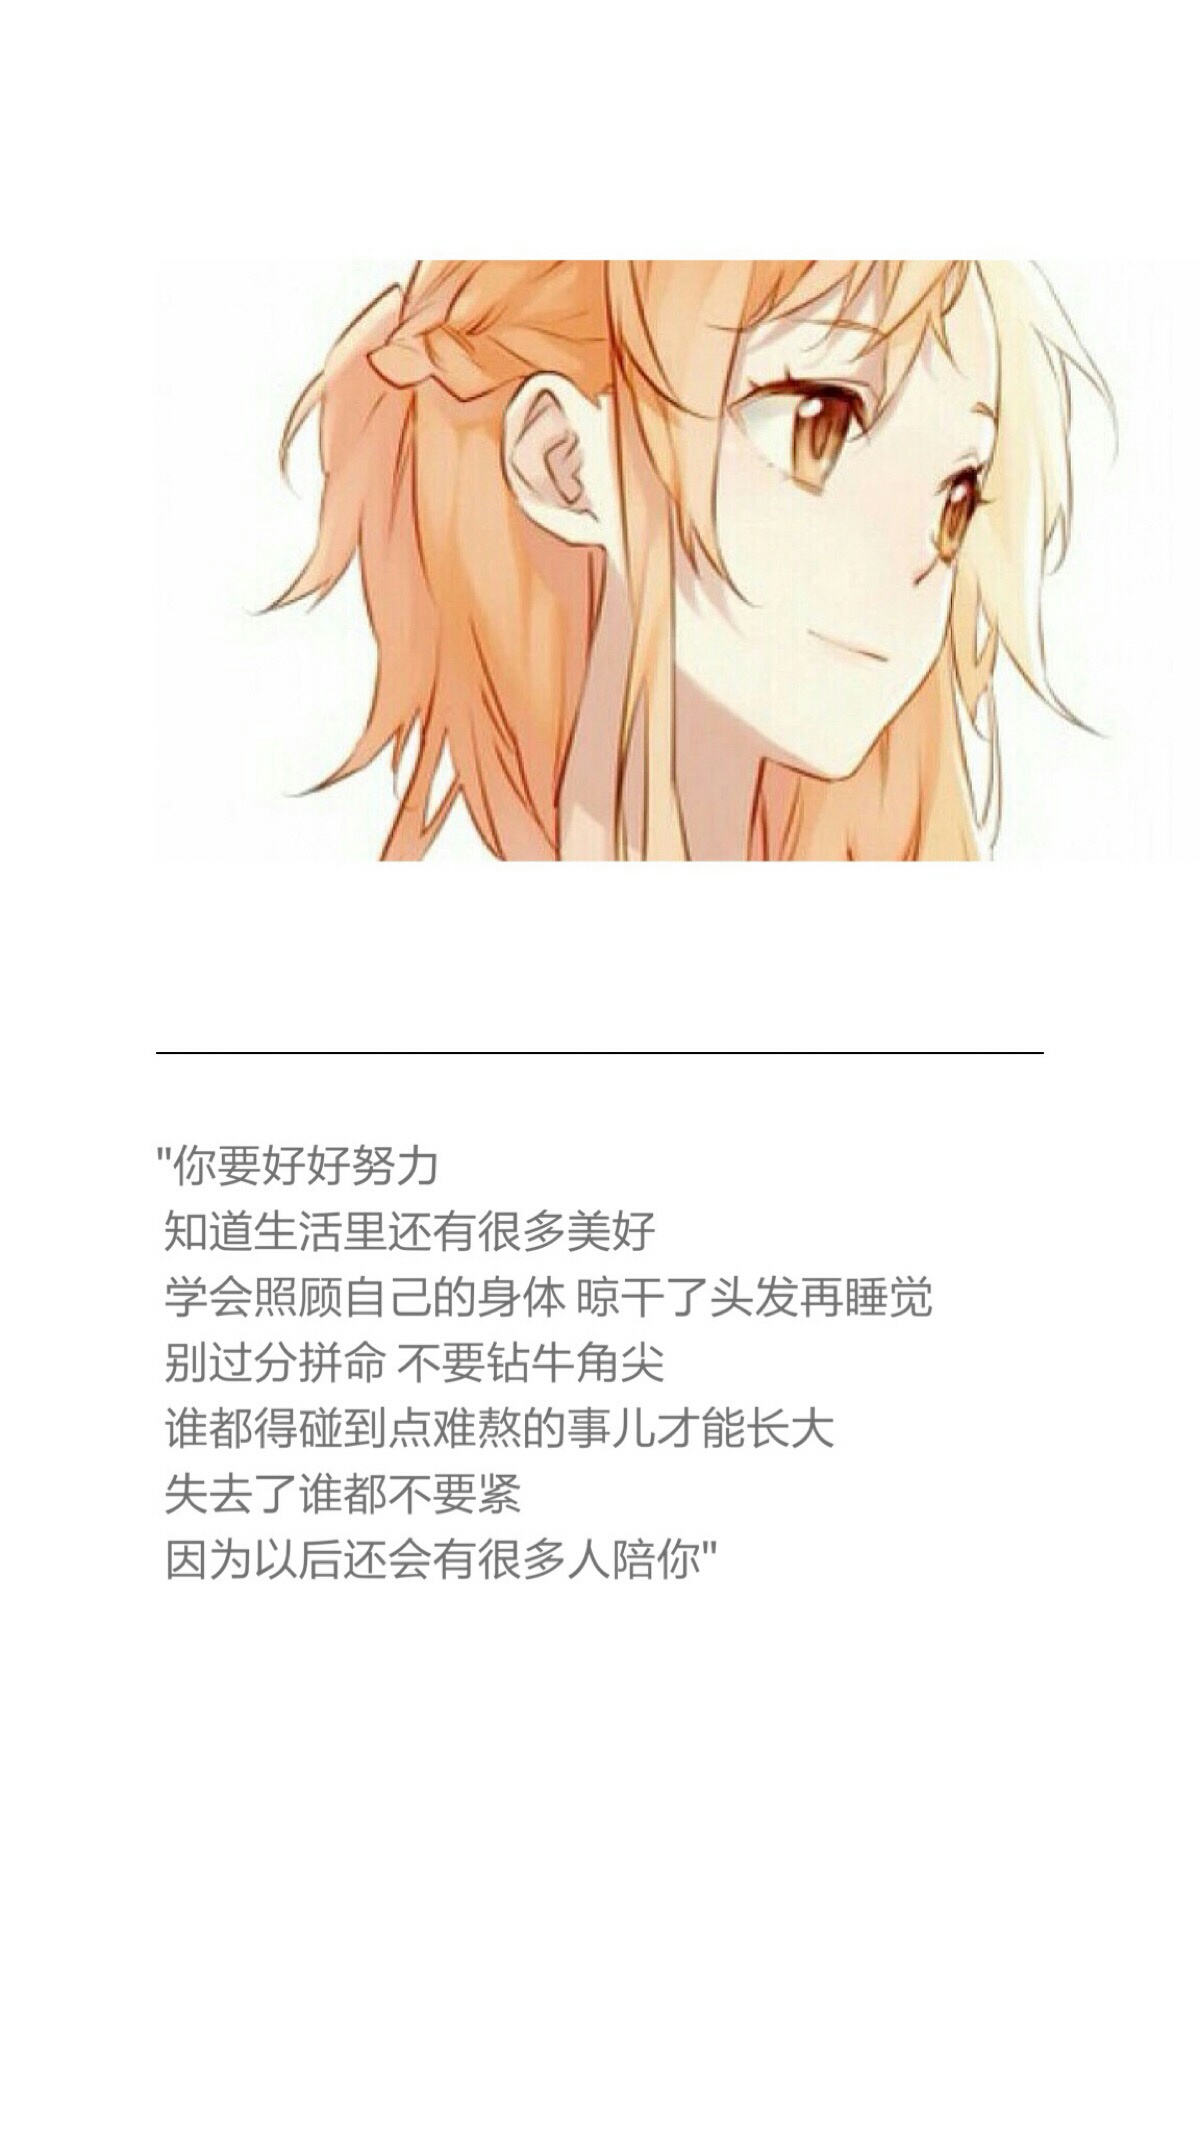 "你要好好努力
知道生活里还有很多美好
学会照顾自己的身体 晾干了头发再睡觉
别过分拼命 不要钻牛角尖
谁都得碰到点难熬的事儿才能长大
失去了谁都不要紧
因为以后还会有很多人陪你"